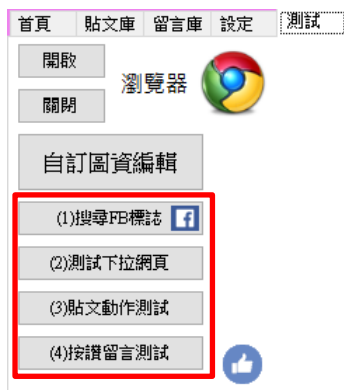 首頁 貼文庫 留言庫 設定 測試
開啟
瀏覽器
關閉
自訂圖資編輯
(1)搜尋FB標誌
(2)測試下拉網頁
(3)貼文動作測試
(4)按讚留言測試